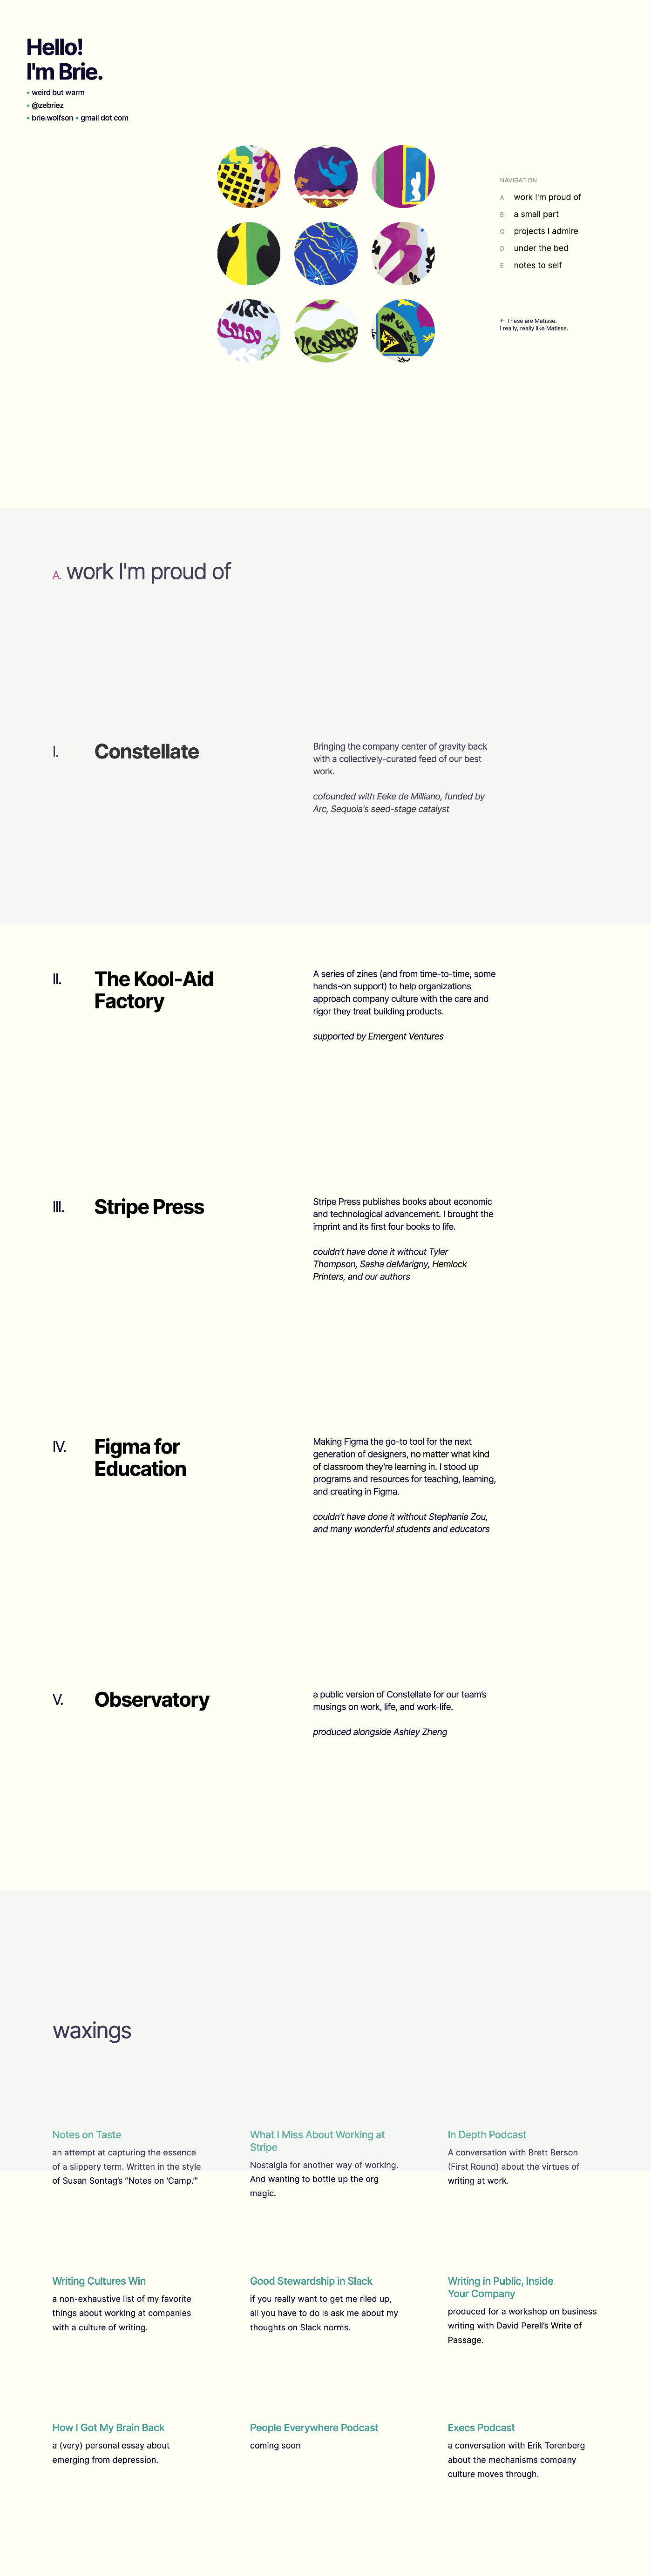 Hello!
I'm Brie.
• weird but warm
• @zebriez
• brie.wolfson • gmail dot com
NAVIGATION
A work I'm proud of
B a small part
C projects I admire
D under the bed
E notes to self
← These are Matisse.
I really, really like Matisse.
A. work I'm proud of
I. Constellate
Bringing the company center of gravity back
with a collectively-curated feed of our best
work.
cofounded with Eeke de Milliano, funded by
Arc, Sequoia's seed-stage catalyst
II. The Kool-Aid
Factory
A series of zines (and from time-to-time, some
hands-on support) to help organizations
approach company culture with the care and
rigor they treat building products.
supported by Emergent Ventures
III. Stripe Press
Stripe Press publishes books about economic
and technological advancement. I brought the
imprint and its first four books to life.
couldn't have done it without Tyler
Thompson, Sasha deMarigny, Hemlock
Printers, and our authors
IV. Figma for
Education
Making Figma the go-to tool for the next
generation of designers, no matter what kind
of classroom they're learning in. I stood up
programs and resources for teaching, learning,
and creating in Figma.
couldn't have done it without Stephanie Zou,
and many wonderful students and educators
V. Observatory
a public version of Constellate for our team's
musings on work, life, and work-life.
produced alongside Ashley Zheng
waxings
Notes on Taste
an attempt at capturing the essence
of a slippery term. Written in the style
of Susan Sontag's “Notes on ‘Camp.’”
What I Miss About Working at
Stripe
Nostalgia for another way of working.
And wanting to bottle up the org
magic.
In Depth Podcast
A conversation with Brett Berson
(First Round) about the virtues of
writing at work.
Writing Cultures Win
a non-exhaustive list of my favorite
things about working at companies
with a culture of writing.
Good Stewardship in Slack
if you really want to get me riled up,
all you have to do is ask me about my
thoughts on Slack norms.
Writing in Public, Inside
Your Company
produced for a workshop on business
writing with David Perell's Write of
Passage.
How I Got My Brain Back
a (very) personal essay about
emerging from depression.
People Everywhere Podcast
coming soon
Execs Podcast
a conversation with Erik Torenberg
about the mechanisms company
culture moves through.